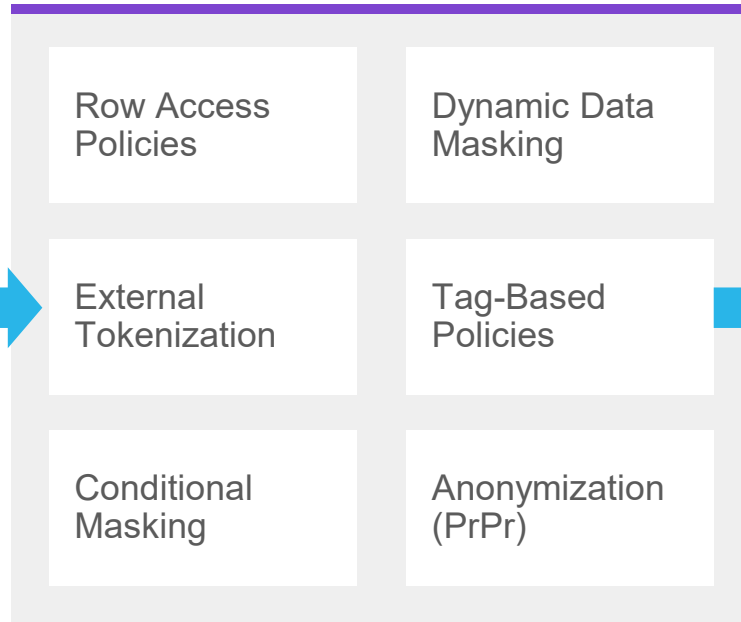 Row Access
Policies
Dynamic Data
Masking
External
Tokenization
Tag-Based
Policies
Conditional
Masking
Anonymization
(PrPr)